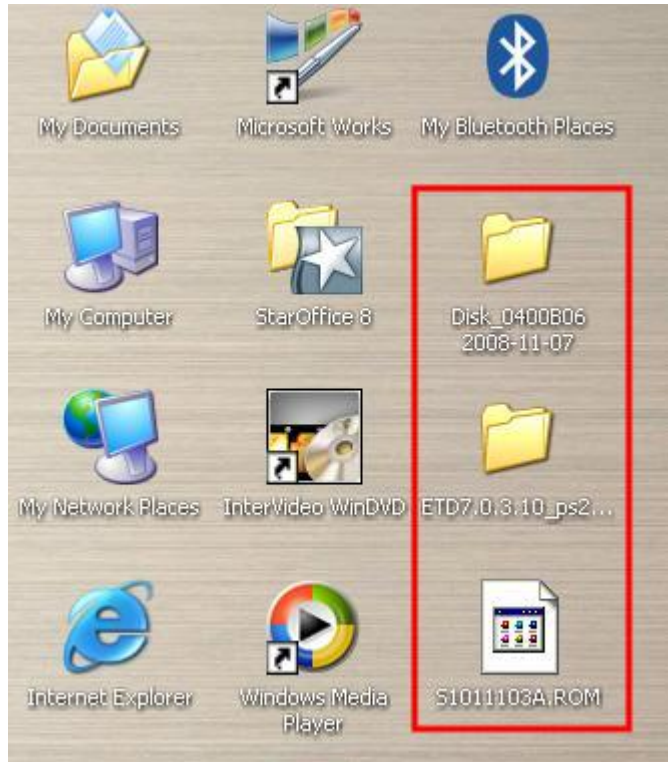 My Documents
Microsoft Works
My Bluetooth Places
My Computer
StarOffice 8
Disk_0400B06
2008-11-07
My Network Places
InterVideo WinDVD
ETD7.0.3.10_ps2...
Internet Explorer
Windows Media
Player
S1011103A.ROM